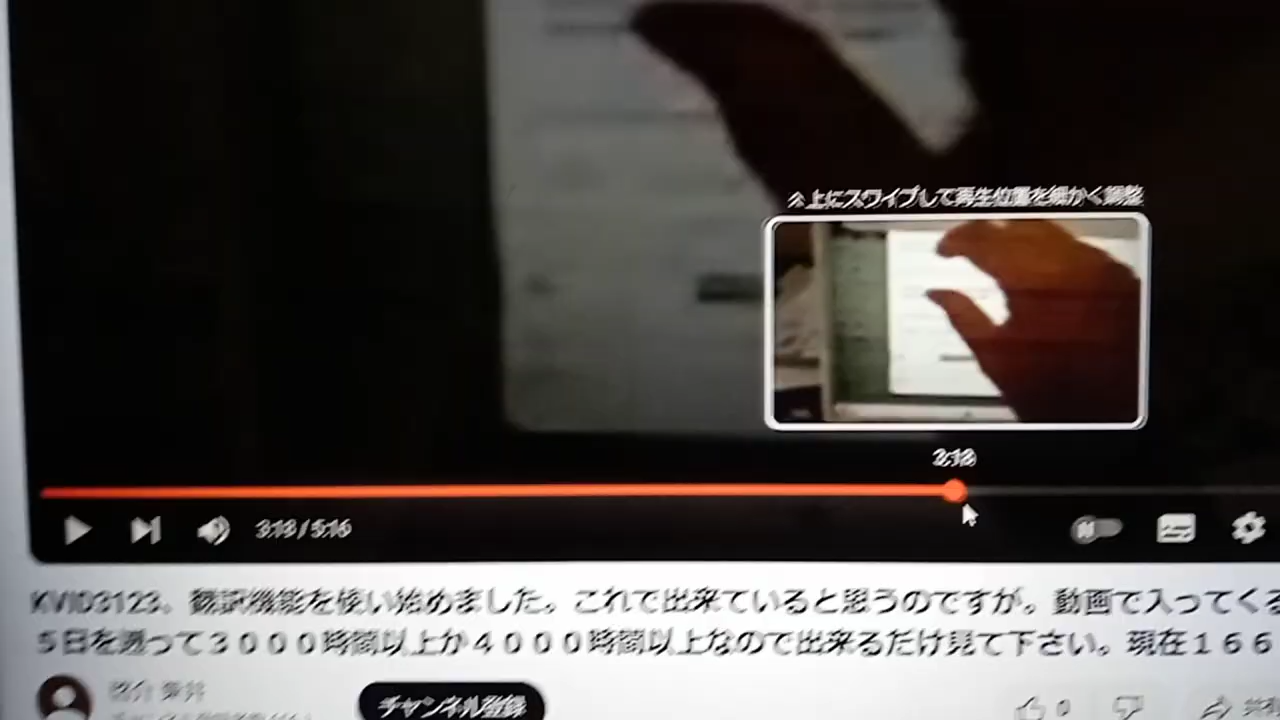 上にスワイプして再生位置を細かく調整
3:18
3:18 / 5:16
KVID3123。翻訳機能を使い始めました。これで出来ていると思うのですが。動画で入ってくる
５日を通って３０００時間以上か４０００時間以上なので出来るだけ見て下さい。現在１６６
チャンネル登録
0